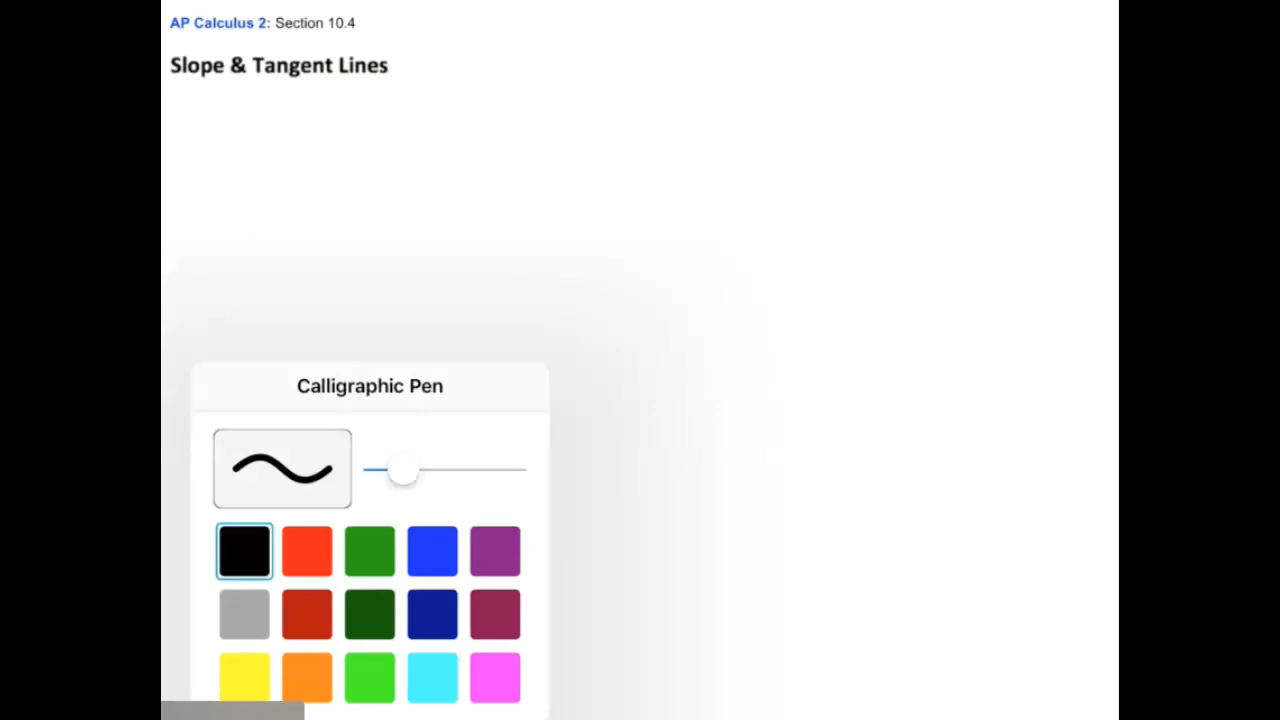 AP Calculus 2: Section 10.4
Slope & Tangent Lines
Calligraphic Pen